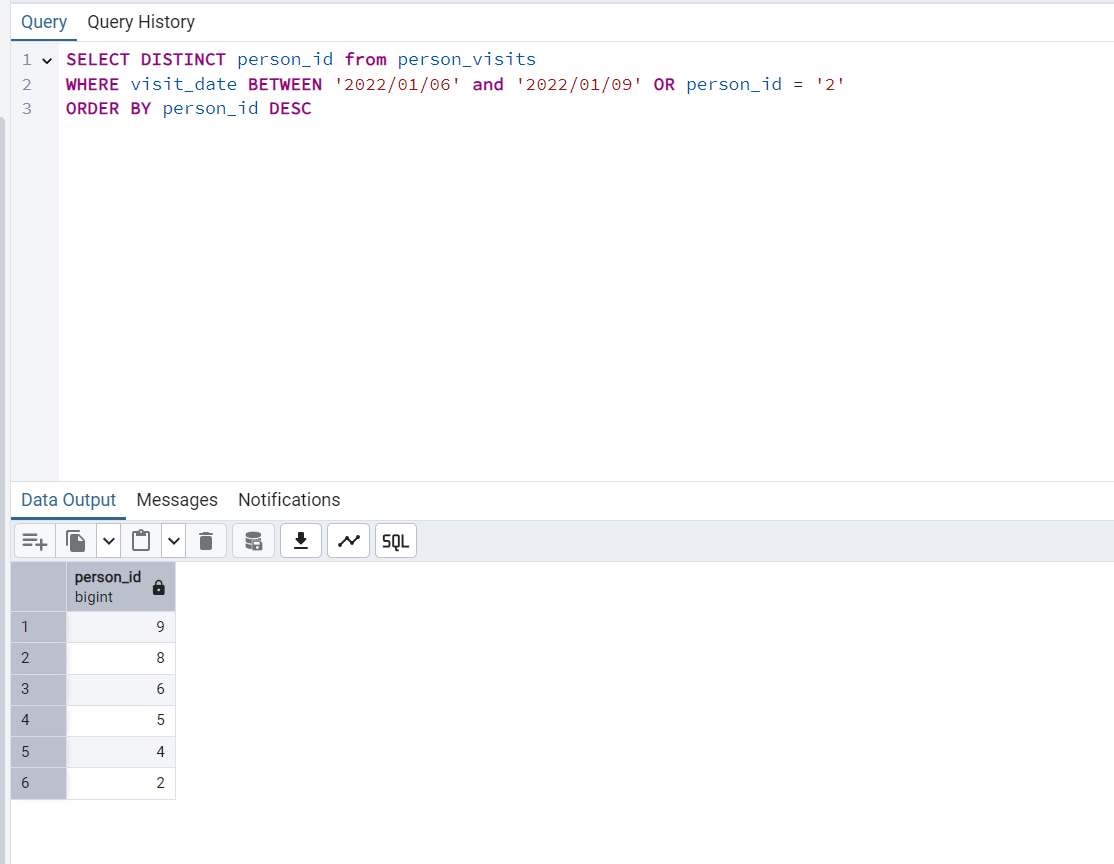 Query Query History
1 SELECT DISTINCT person_id from person_visits
2 WHERE visit_date BETWEEN '2022/01/06' and '2022/01/09' OR person_id = '2'
3 ORDER BY person_id DESC
Data Output Messages Notifications
SQL
person_id
bigint
1 9
2 8
3 6
4 5
5 4
6 2